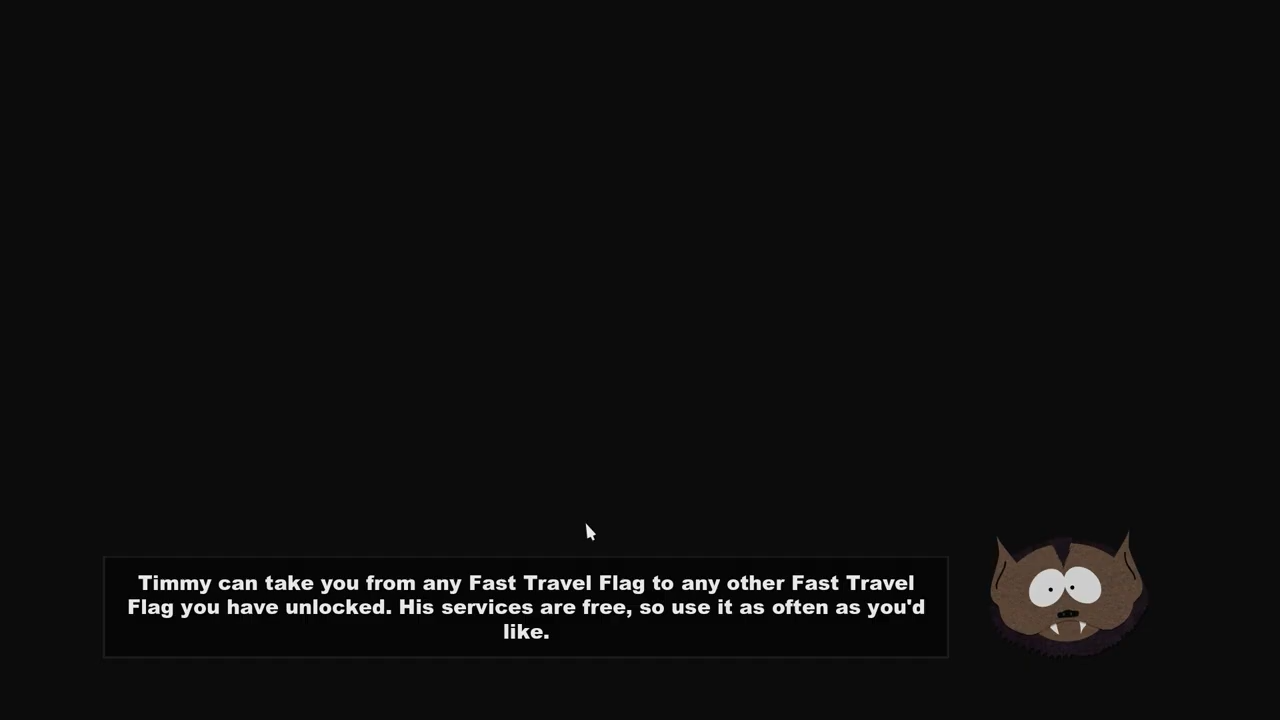 Timmy can take you from any Fast Travel Flag to any other Fast Travel
Flag you have unlocked. His services are free, so use it as often as you'd
like.